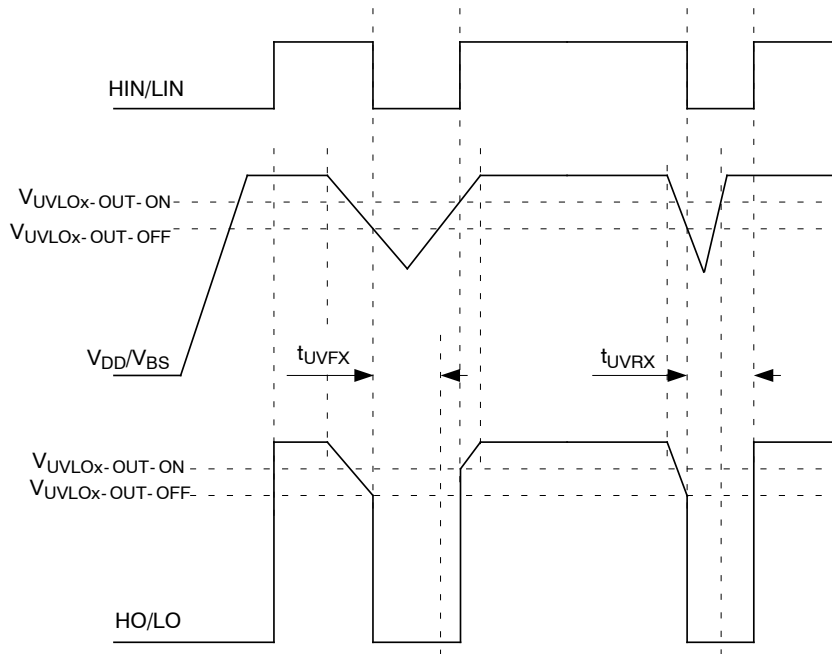 HIN/LIN
VUVLOx-OUT-ON
VUVLOx-OUT-OFF
VDD/VBS
tUVFX
tUVRX
VUVLOx-OUT-ON
VUVLOx-OUT-OFF
HO/LO